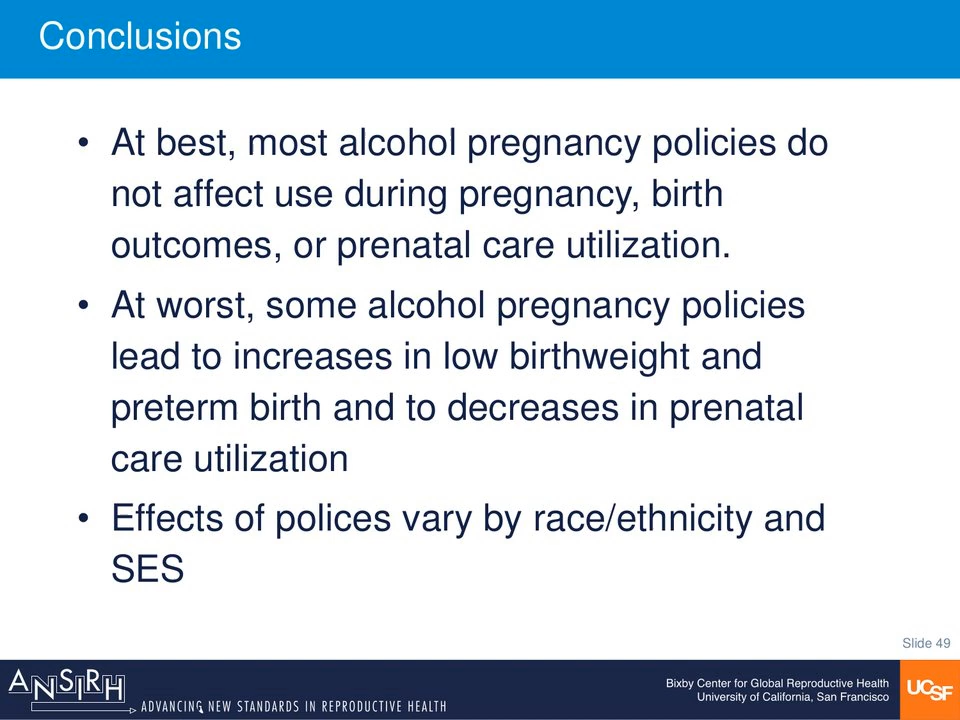 Conclusions
• At best, most alcohol pregnancy policies do
not affect use during pregnancy, birth
outcomes, or prenatal care utilization.
• At worst, some alcohol pregnancy policies
lead to increases in low birthweight and
preterm birth and to decreases in prenatal
care utilization
• Effects of polices vary by race/ethnicity and
SES
Slide 49
ANSIRH
ADVANCING NEW STANDARDS IN REPRODUCTIVE HEALTH
Bixby Center for Global Reproductive Health
University of California, San Francisco
UCSF